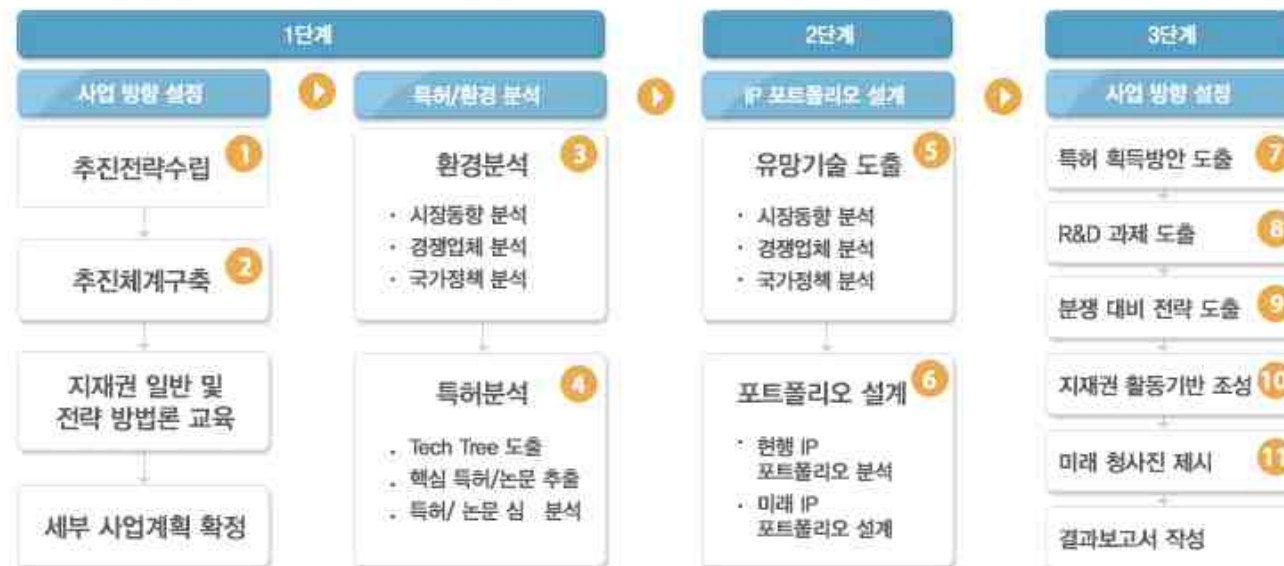 1단계
사업 방향 설정
특허/환경 분석
추진전략수립 1
추진체계구축 2
지재권 일반 및
전략 방법론 교육
세부 사업계획 확정
환경분석 3
· 시장동향 분석
· 경쟁업체 분석
· 국가정책 분석
특허분석 4
. Tech Tree 도출
. 핵심 특허/논문 추출
. 특허/ 논문 심 분석
2단계
IP 포트폴리오 설계
유망기술 도출 5
· 시장동향 분석
· 경쟁업체 분석
· 국가정책 분석
포트폴리오 설계 6
· 현행 IP
포트폴리오 분석
· 미래 IP
포트폴리오 설계
3단계
사업 방향 설정
특허 획득방안 도출 7
R&D 과제 도출 8
분쟁 대비 전략 도출 9
지재권 활동기반 조성 10
미래 청사진 제시 11
결과보고서 작성